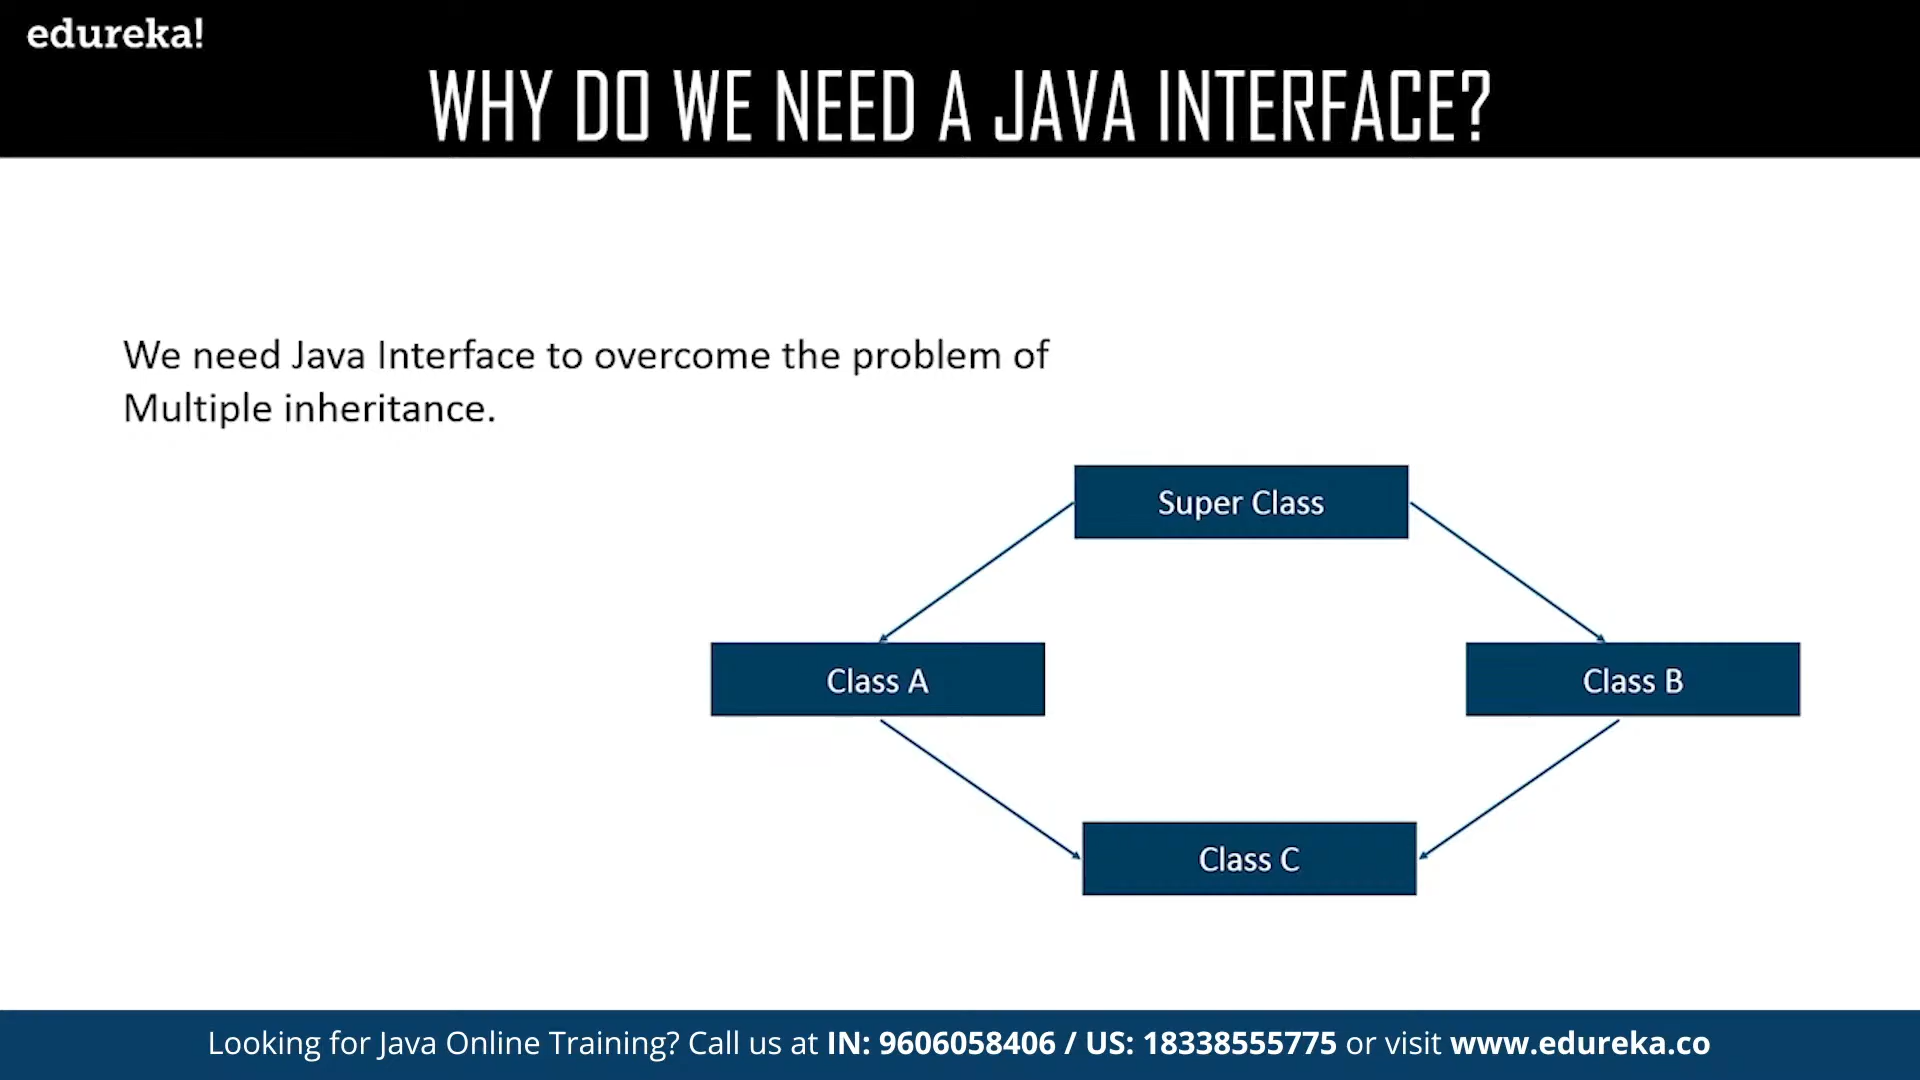 edureka!
WHY DO WE NEED A JAVA INTERFACE?
We need Java Interface to overcome the problem of
Multiple inheritance.
Super Class
Class A
Class B
Class C
Looking for Java Online Training? Call us at IN: 9606058406 / US: 18338555775 or visit www.edureka.co